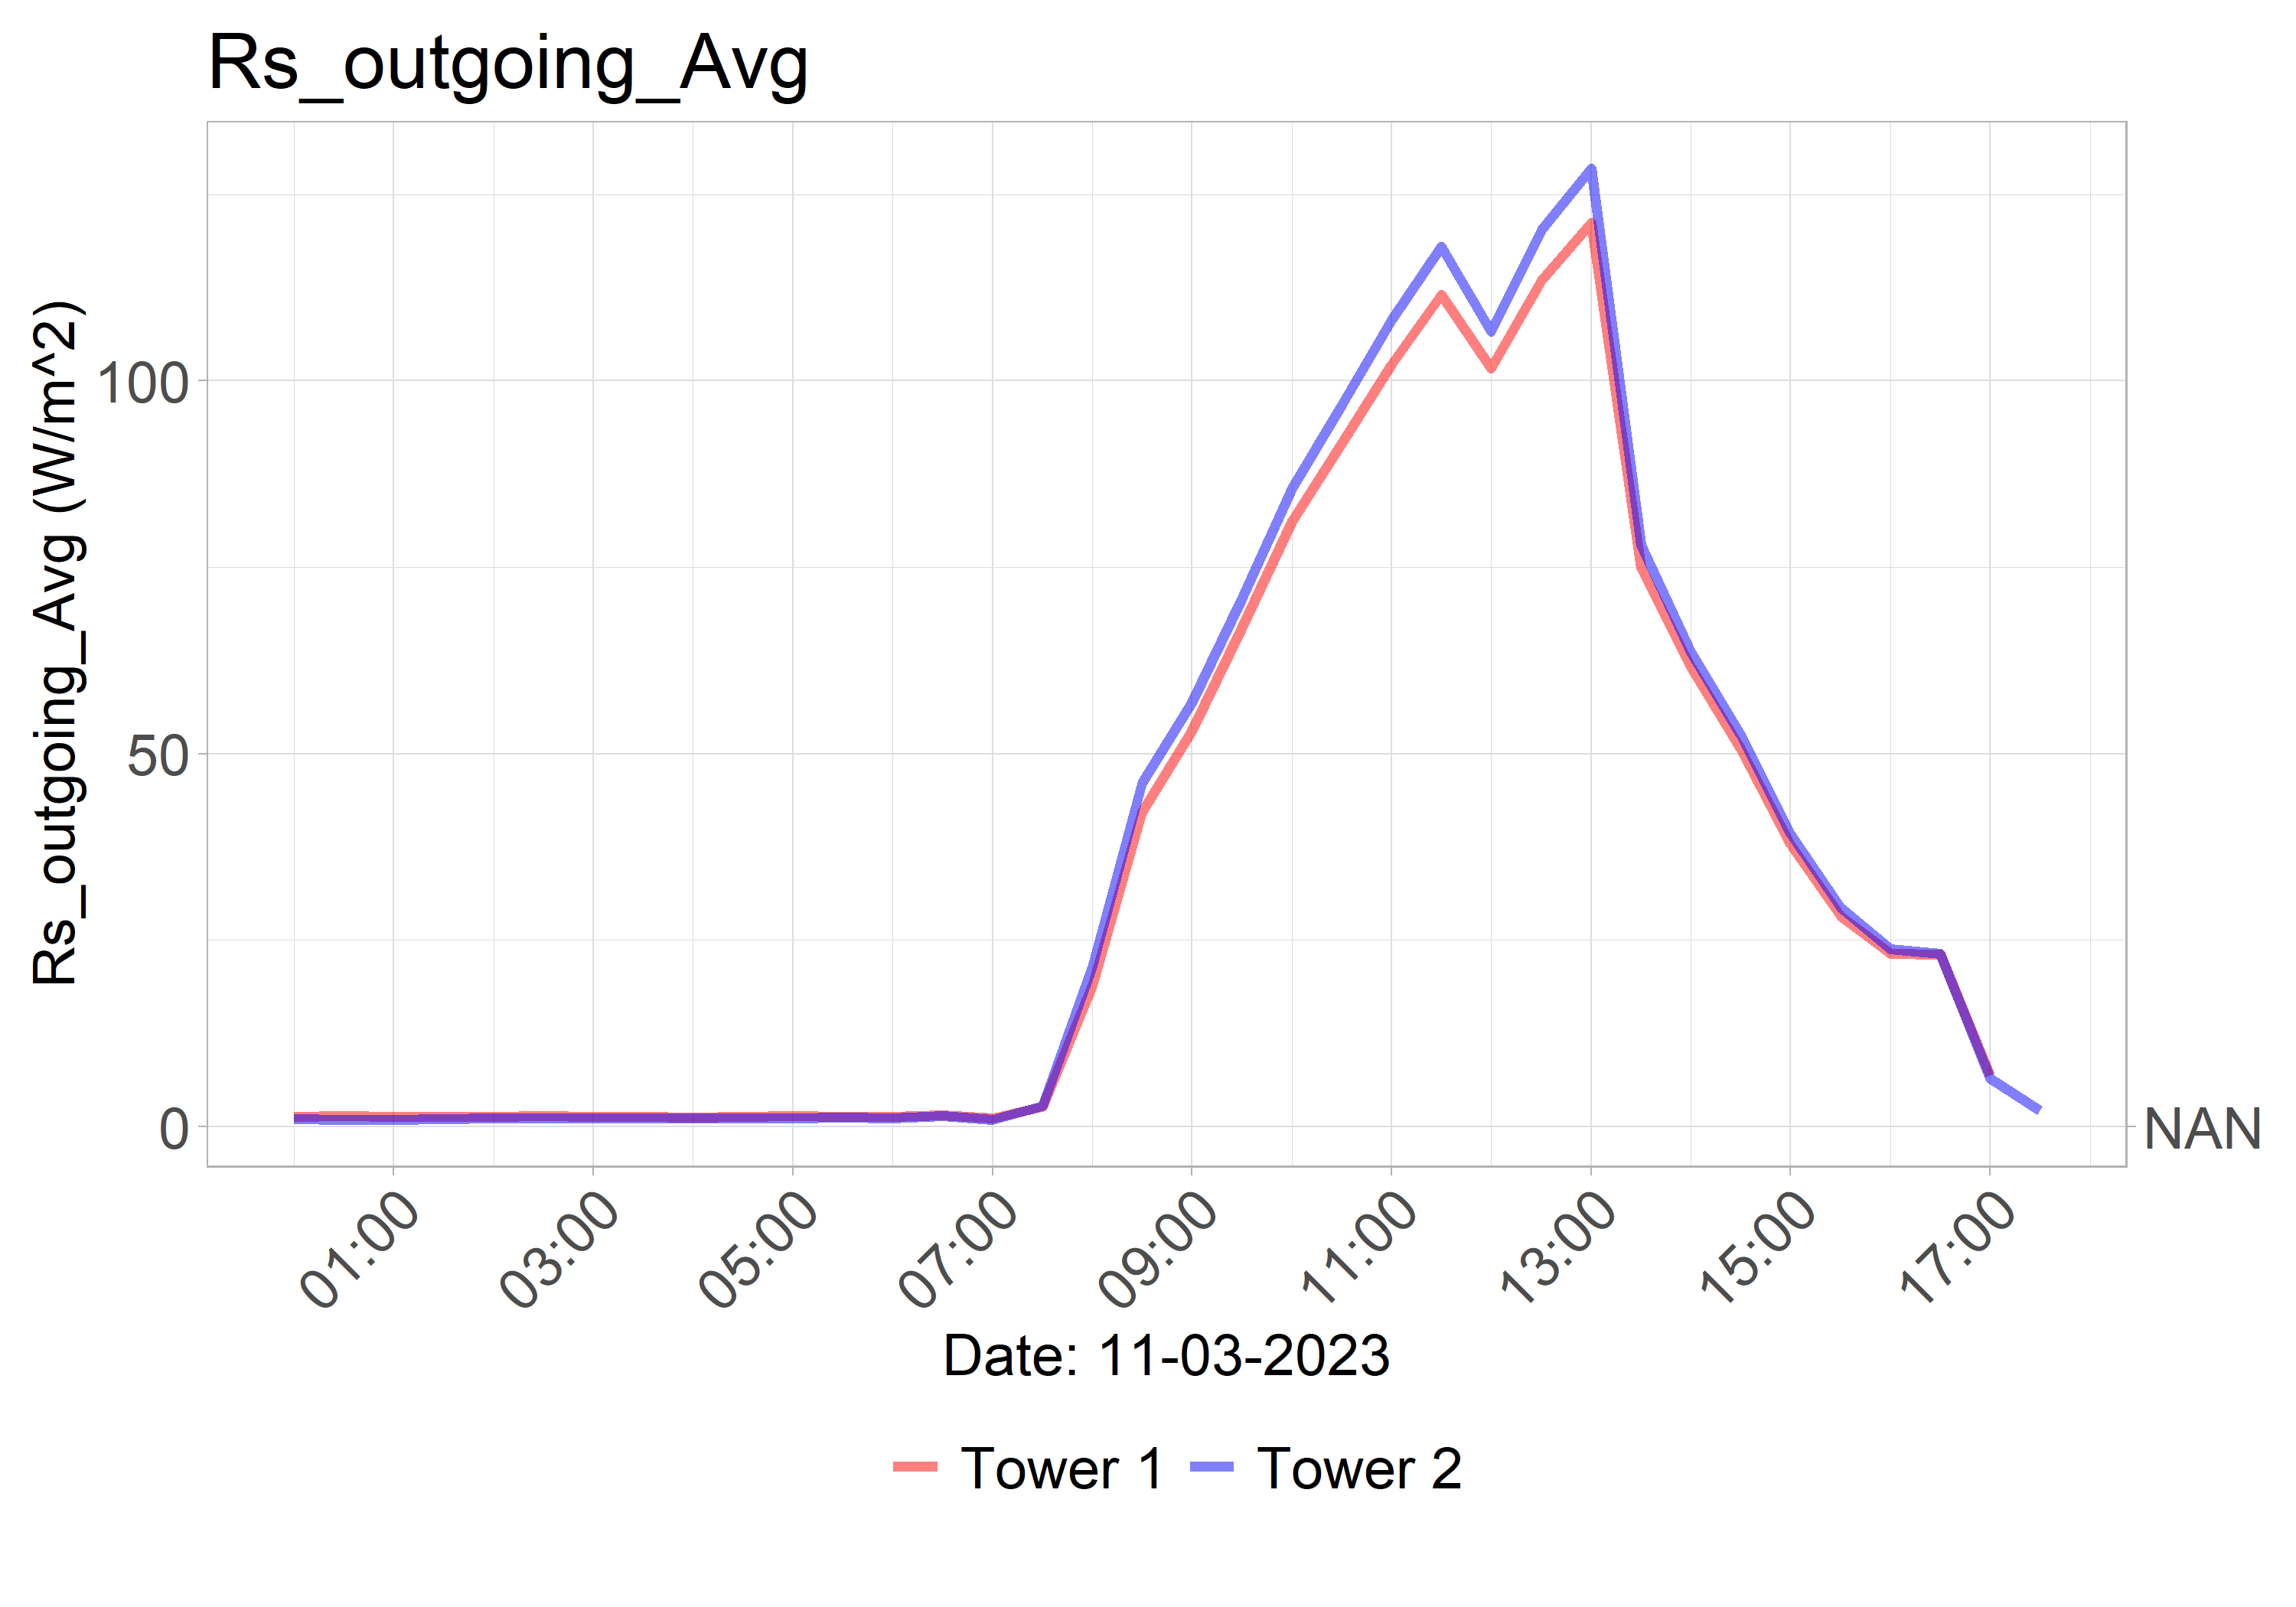 Rs_outgoing_Avg
Rs_outgoing_Avg (W/m^2)
100
50
0
NAN
01:00 03:00 05:00 07:00 09:00 11:00 13:00 15:00 17:00
Date: 11-03-2023
Tower 1 Tower 2